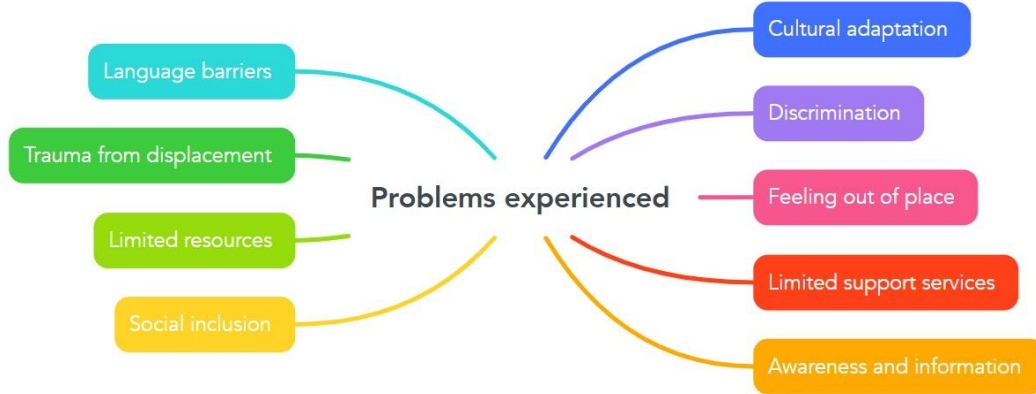 Problems experienced
Language barriers
Trauma from displacement
Limited resources
Social inclusion
Cultural adaptation
Discrimination
Feeling out of place
Limited support services
Awareness and information